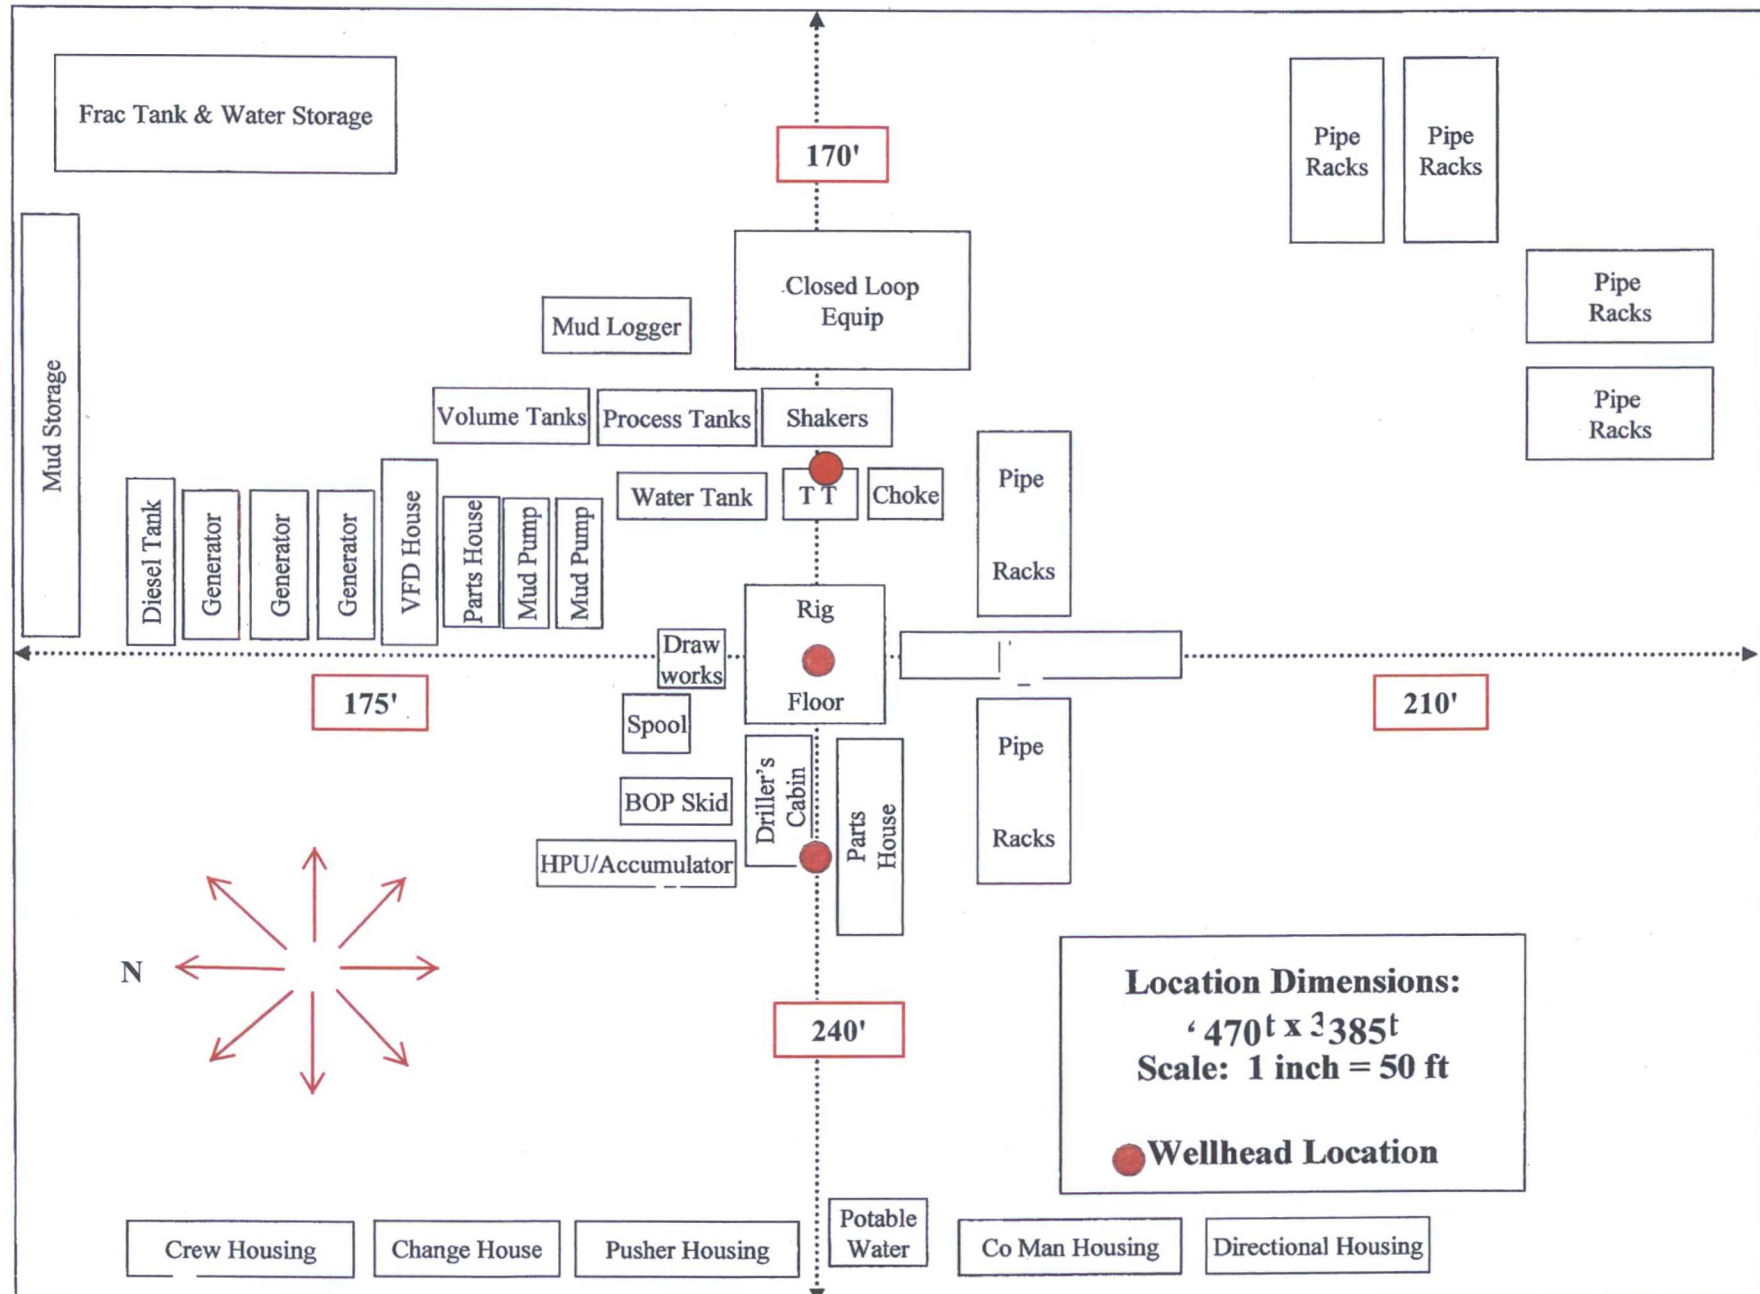 Frac Tank & Water Storage
170'
Pipe
Racks
Pipe
Racks
Closed Loop
Equip
Pipe
Racks
Mud Logger
Pipe
Racks
Mud Storage
Volume Tanks
Process Tanks
Shakers
Diesel Tank
Generator
Generator
Generator
VFD House
Parts House
Mud Pump
Mud Pump
Water Tank
T T
Choke
Pipe
Racks
Rig
Floor
Draw
works
175'
210'
Spool
Driller's
Cabin
Parts
House
Pipe
Racks
BOP Skid
HPU/Accumulator
N
240'
Location Dimensions:
470 x 385
Scale: 1 inch = 50 ft
Wellhead Location
Crew Housing
Change House
Pusher Housing
Potable
Water
Co Man Housing
Directional Housing